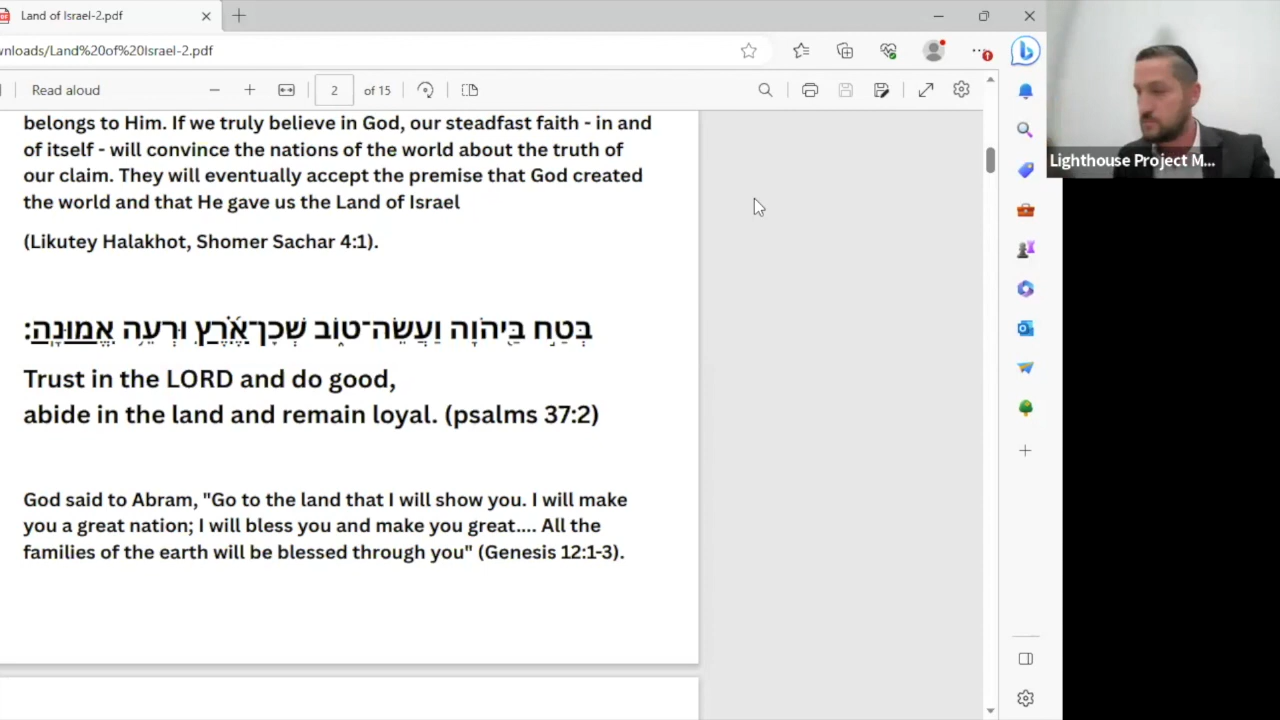 Land of Israel-2.pdf
wnloads/Land%20of%20Israel-2.pdf
Read aloud
2 of 15
belongs to Him. If we truly believe in God, our steadfast faith - in and
of itself - will convince the nations of the world about the truth of
our claim. They will eventually accept the premise that God created
the world and that He gave us the Land of Israel
(Likutey Halakhot, Shomer Sachar 4:1).
בְּטַ֣ח בַּ֭יהֹוָה וַעֲשֵׂה־ט֑וֹב שְׁכׇן־אֶ֝֗רֶץ וּרְעֵ֥ה אֱמוּנָֽה׃
Trust in the LORD and do good,
abide in the land and remain loyal. (psalms 37:2)
God said to Abram, "Go to the land that I will show you. I will make
you a great nation; I will bless you and make you great.... All the
families of the earth will be blessed through you" (Genesis 12:1-3).
Lighthouse Project M...